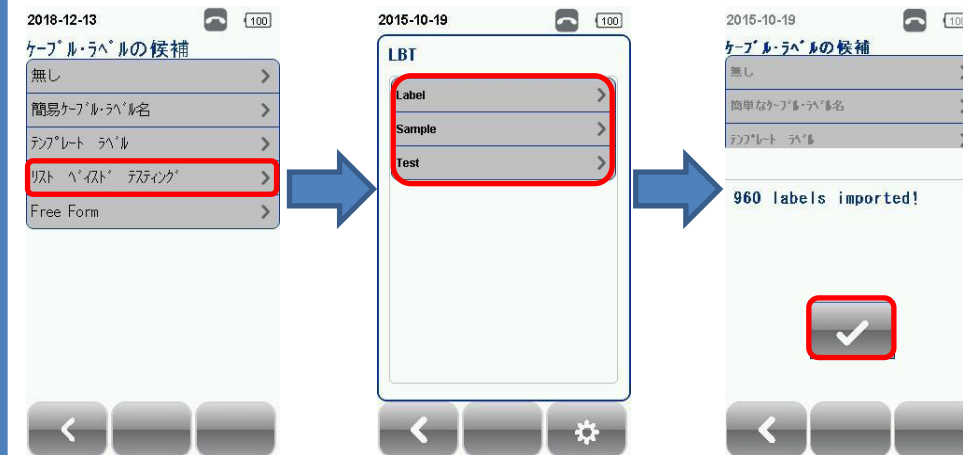 2018-12-13
100
ケーブル・ラベルの候補
無し
簡易ケーブル・ラベル名
テンプレート ラベル
リスト ベイスド テスティング
Free Form
2015-10-19
100
LBT
Label
Sample
Test
2015-10-19
100
ケーブル・ラベルの候補
無し
簡単なケーブル・ラベル名
テンプレート ラベル
960 labels imported!